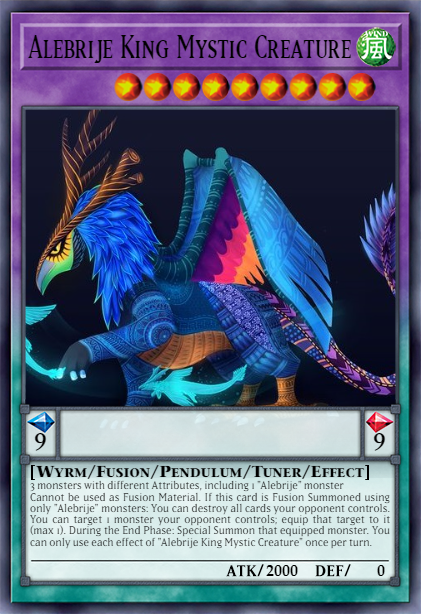 Alebrije King Mystic Creature
WIND
風
9 9
[Wyrm/Fusion/Pendulum/Tuner/Effect]
3 monsters with different Attributes, including 1 "Alebrije" monster
Cannot be used as Fusion Material. If this card is Fusion Summoned using
only "Alebrije" monsters: You can destroy all cards your opponent controls.
You can target 1 monster your opponent controls; equip that target to it
(max 1). During the End Phase: Special Summon that equipped monster. You
can only use each effect of "Alebrije King Mystic Creature" once per turn.
ATK/2000 DEF/ 0